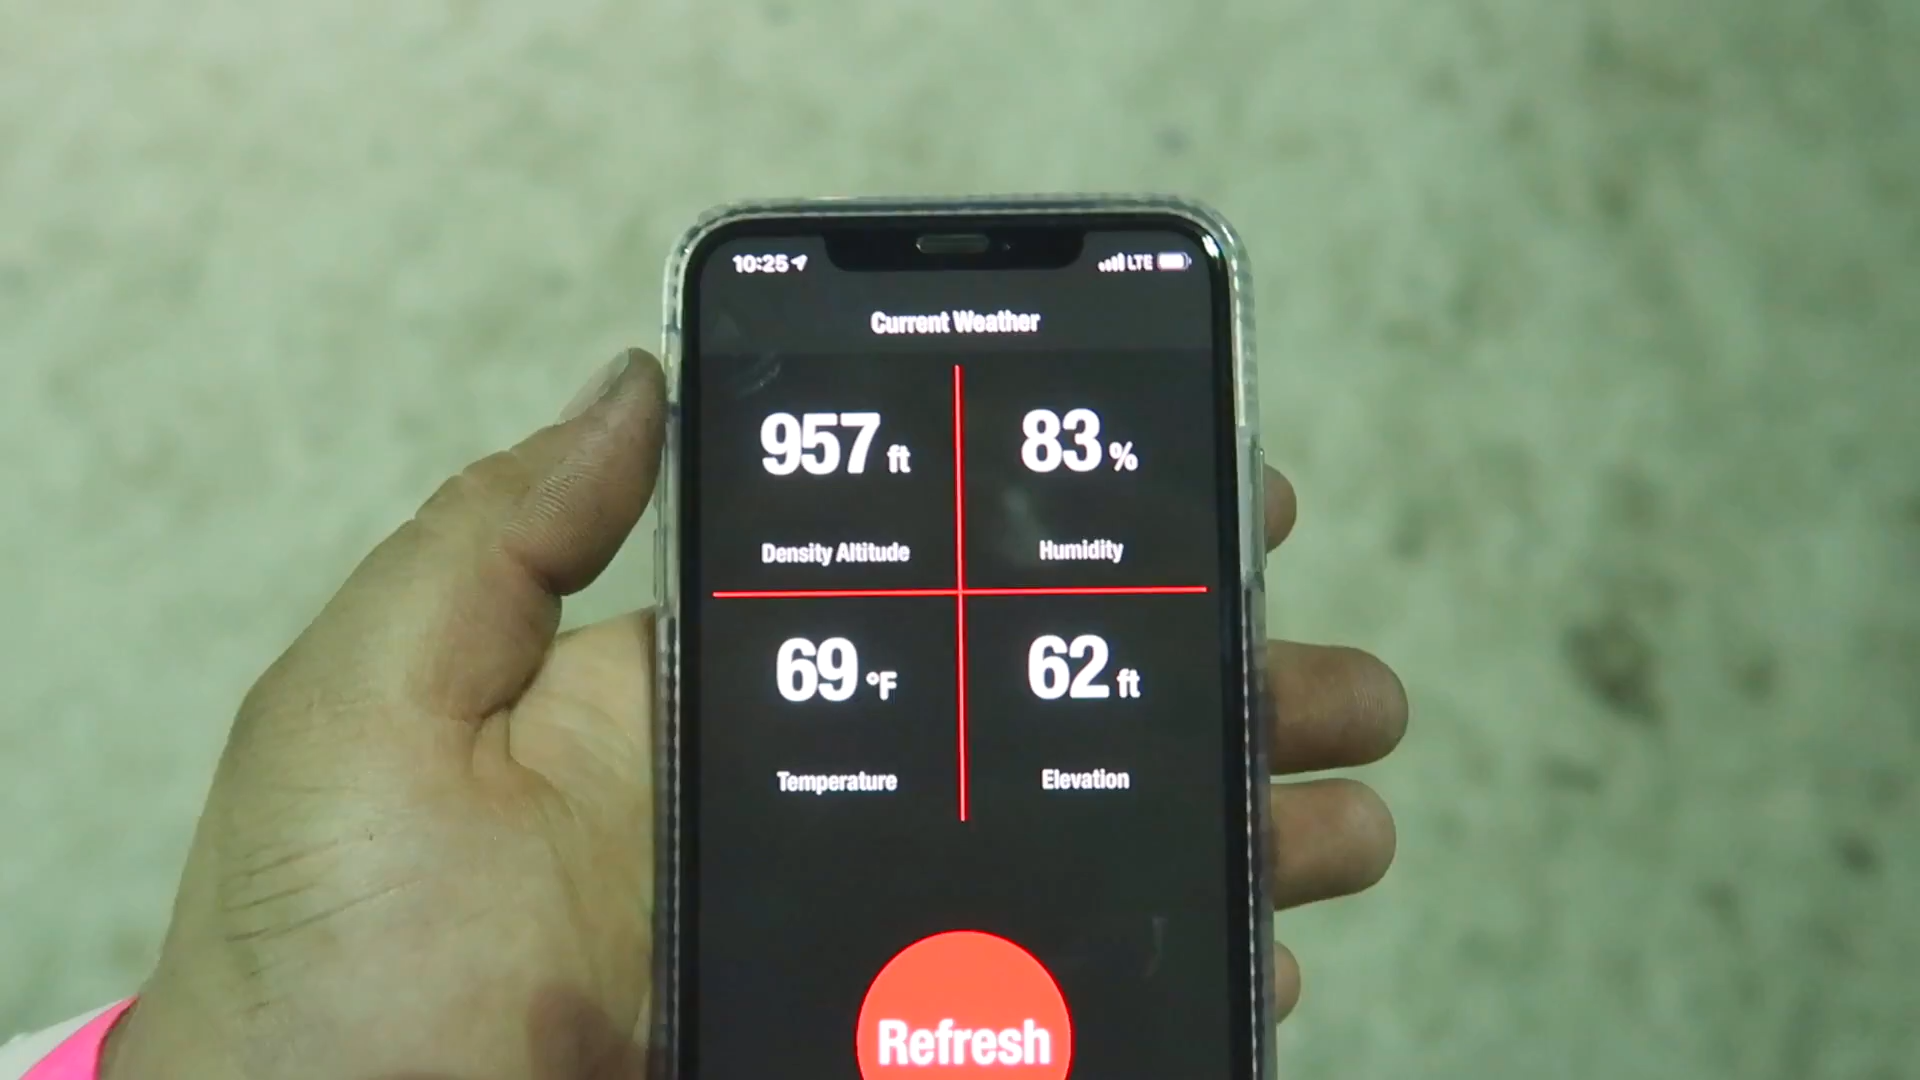 10:25 LTE
Current Weather
957 ft 83 %
Density Altitude Humidity
69 °F 62 ft
Temperature Elevation
Refresh